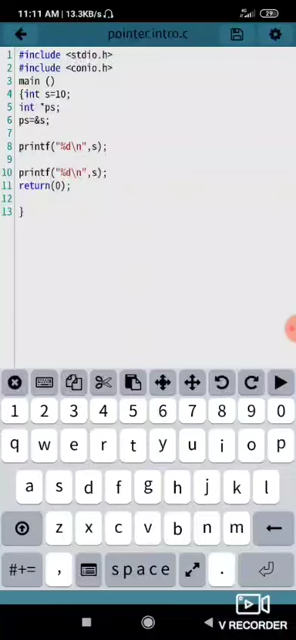 11:11 AM | 13.3KB/s
29
pointer.intro.c
1 #include <stdio.h>
2 #include <conio.h>
3 main ()
4 {int s=10;
5 int *ps;
6 ps=&s;
7
8 printf("%d\n",s);
9
10 printf("%d\n",s);
11 return(0);
12
13 }
1 2 3 4 5 6 7 8 9 0
q w e r t y u i o p
a s d f g h j k l
z x c v b n m
#+= , space .
V RECORDER